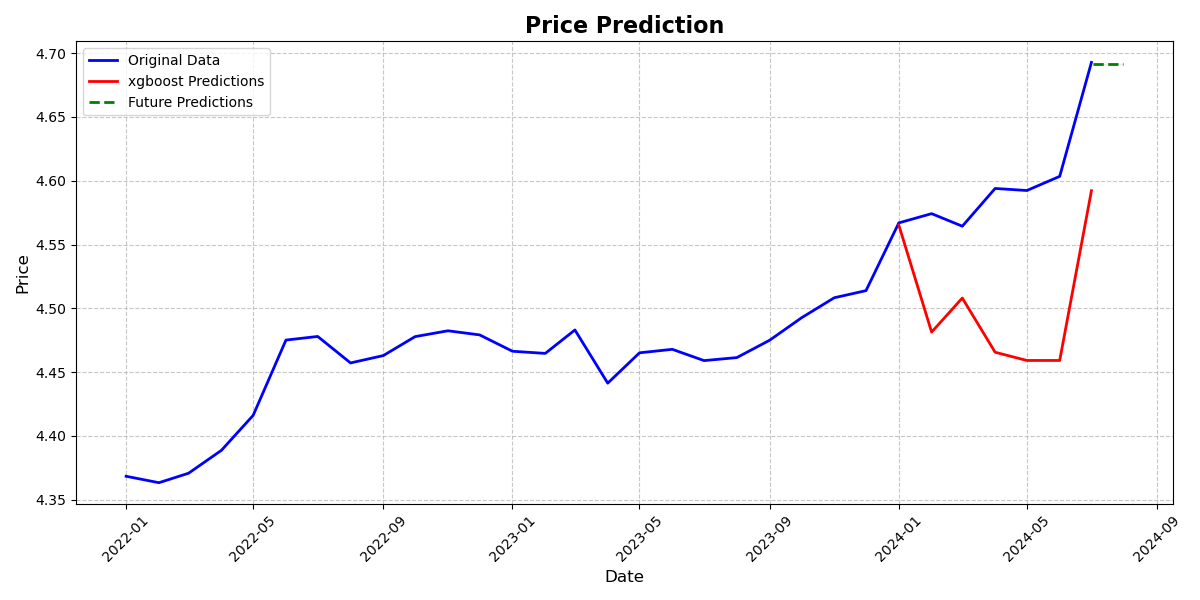 Price Prediction
Original Data
xgboost Predictions
Future Predictions
Price
4.70
4.65
4.60
4.55
4.50
4.45
4.40
4.35
2022-01
2022-05
2022-09
2023-01
2023-05
2023-09
2024-01
2024-05
2024-09
Date